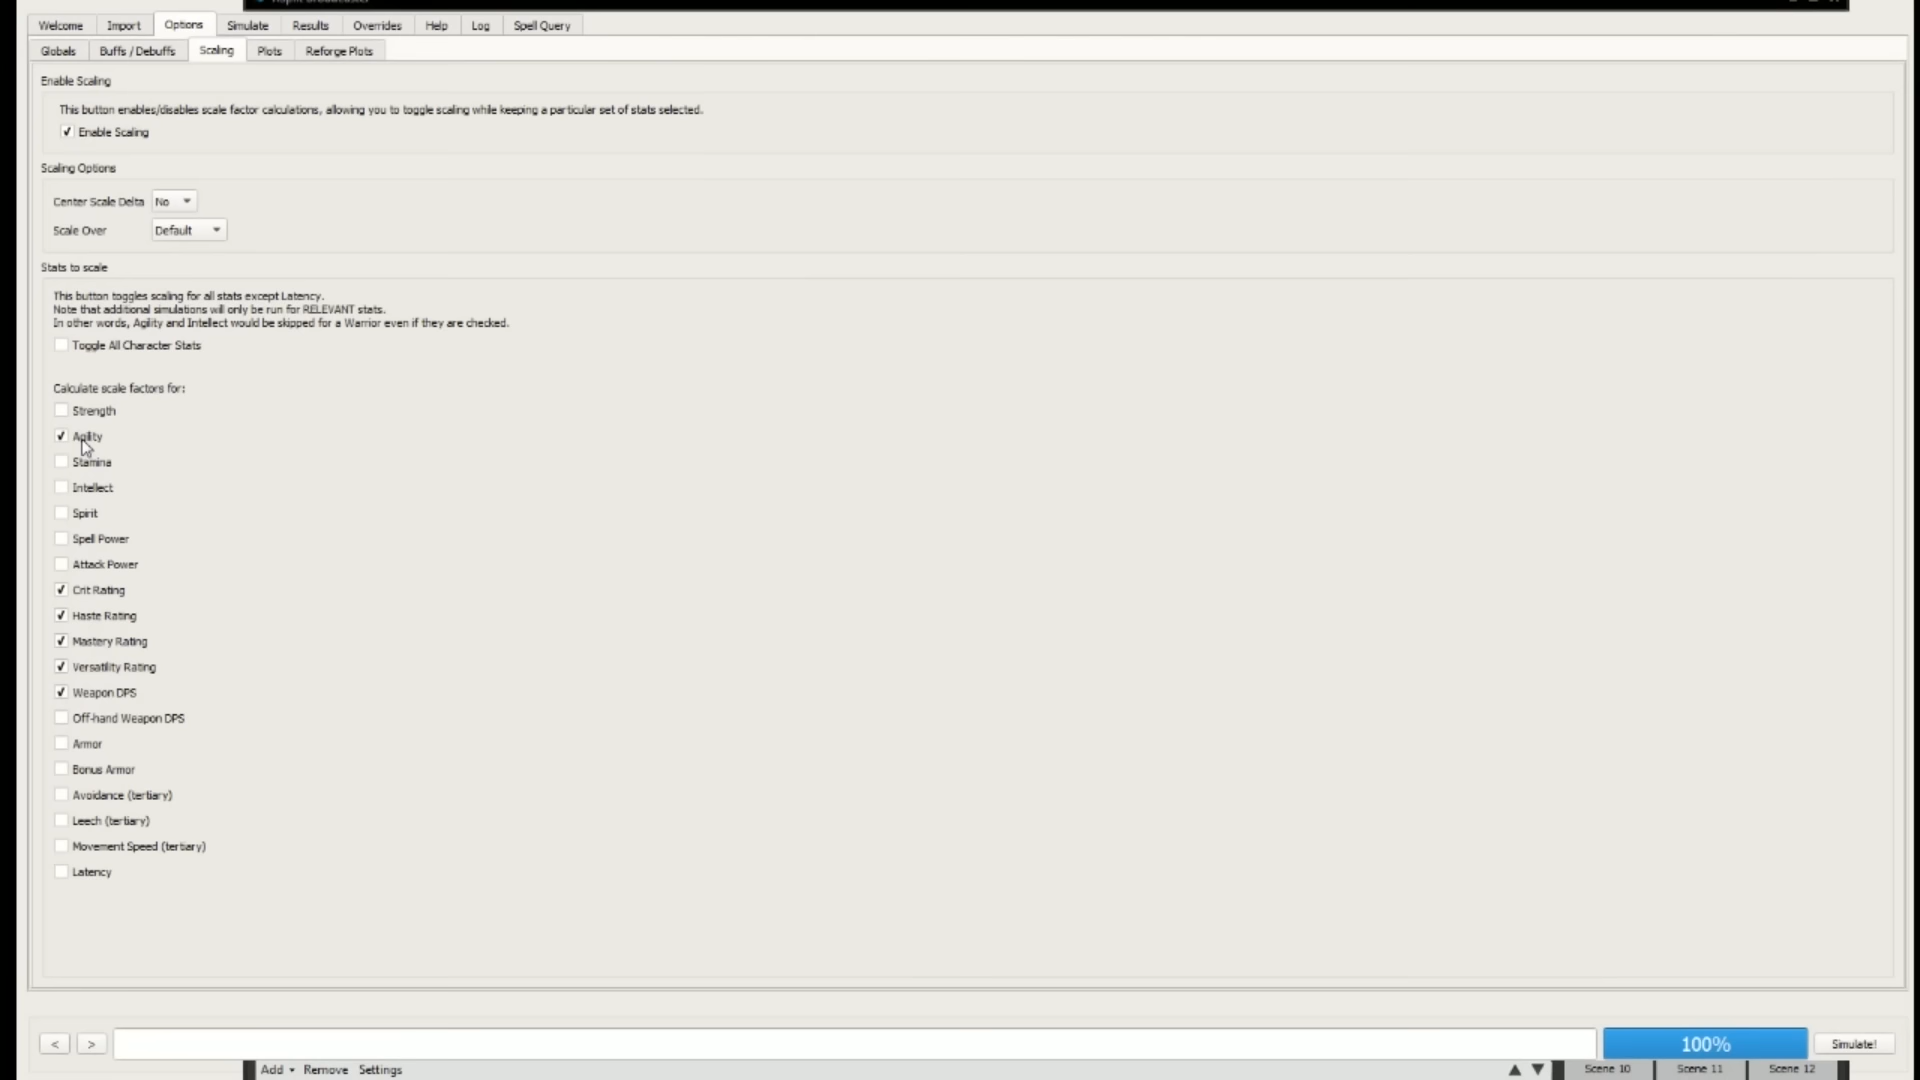 Welcome Import Options Simulate Results Overrides Help Log Spell Query
Globals Buffs / Debuffs Scaling Plots Reforge Plots
Enable Scaling
This button enables/disables scale factor calculations, allowing you to toggle scaling while keeping a particular set of stats selected.
Enable Scaling
Scaling Options
Center Scale Delta No
Scale Over Default
Stats to scale
This button toggles scaling for all stats except Latency.
Note that additional simulations will only be run for RELEVANT stats.
In other words, Agility and Intellect would be skipped for a Warrior even if they are checked.
Toggle All Character Stats
Calculate scale factors for:
Strength
Agility
Stamina
Intellect
Spirit
Spell Power
Attack Power
Crit Rating
Haste Rating
Mastery Rating
Versatility Rating
Weapon DPS
Off-hand Weapon DPS
Armor
Bonus Armor
Avoidance (tertiary)
Leech (tertiary)
Movement Speed (tertiary)
Latency
< > 100% Simulate!
Add Remove Settings Scene 10 Scene 11 Scene 12